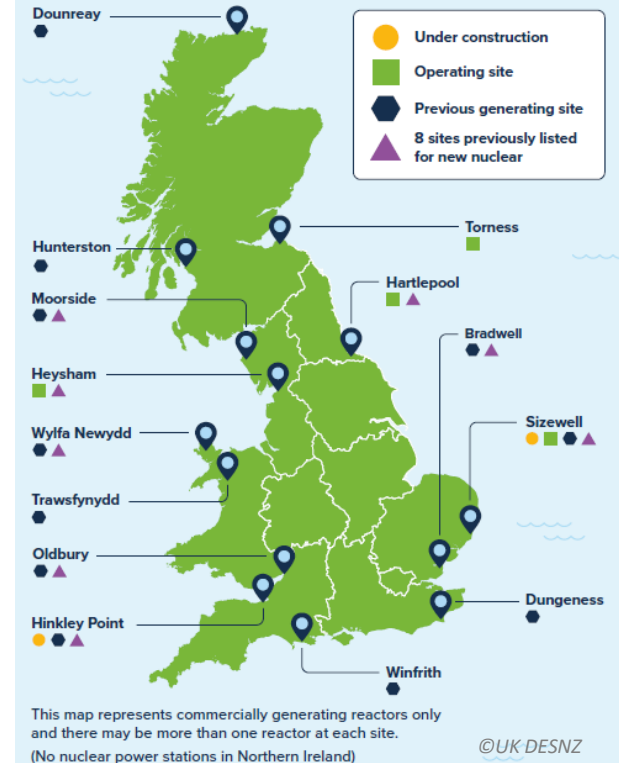 Dounreay
Under construction
Operating site
Previous generating site
8 sites previously listed
for new nuclear
Torness
Hunterston
Hartlepool
Moorside
Bradwell
Heysham
Sizewell
Wylfa Newydd
Trawsfynydd
Oldbury
Dungeness
Hinkley Point
Winfrith
This map represents commercially generating reactors only
and there may be more than one reactor at each site.
(No nuclear power stations in Northern Ireland)
©UK DESNZ